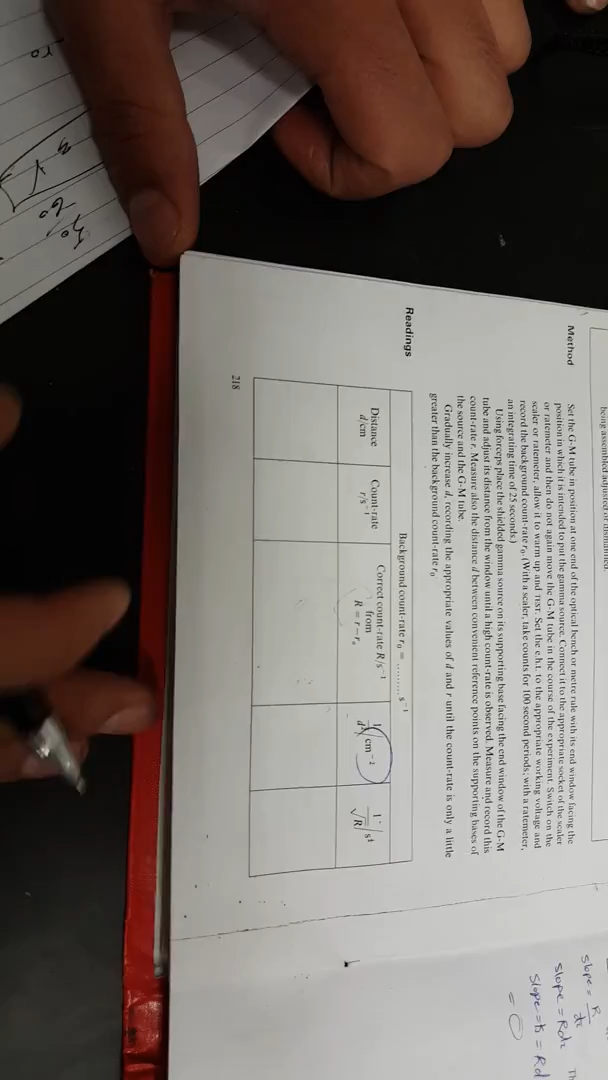 being assembled adjusted or dismantled.
Method
Set the G-M tube in position at one end of the optical bench or metre rule with its end window facing the
position in which it is intended to put the gamma source. Connect it to the appropriate socket of the scaler
or ratemeter and then do not again move the G-M tube in the course of the experiment. Switch on the
scaler or ratemeter, allow it to warm up and TEST. Set the e.h.t. to the appropriate working voltage and
record the background count-rate r₀. (With a scaler, take counts for 100 second periods; with a ratemeter,
an integrating time of 25 seconds.)
Using forceps place the shielded gamma source on its supporting base facing the end window of the G-M
tube and adjust its distance from the window until a high count-rate is observed. Measure and record this
count-rate r. Measure also the distance d between convenient reference points on the supporting bases of
the source and the G-M tube.
Gradually increase d, recording the appropriate values of d and r until the count-rate is only a little
greater than the background count-rate r₀
Readings
Background count-rate r₀ = ......... s⁻¹
Distance d/cm
Count-rate r/s⁻¹
Correct count-rate R/s⁻¹ from R = r − r₀
1/d² / cm⁻²
1/√R / s^½
218
slope = R
slope = Rd²
slope = k = Rd